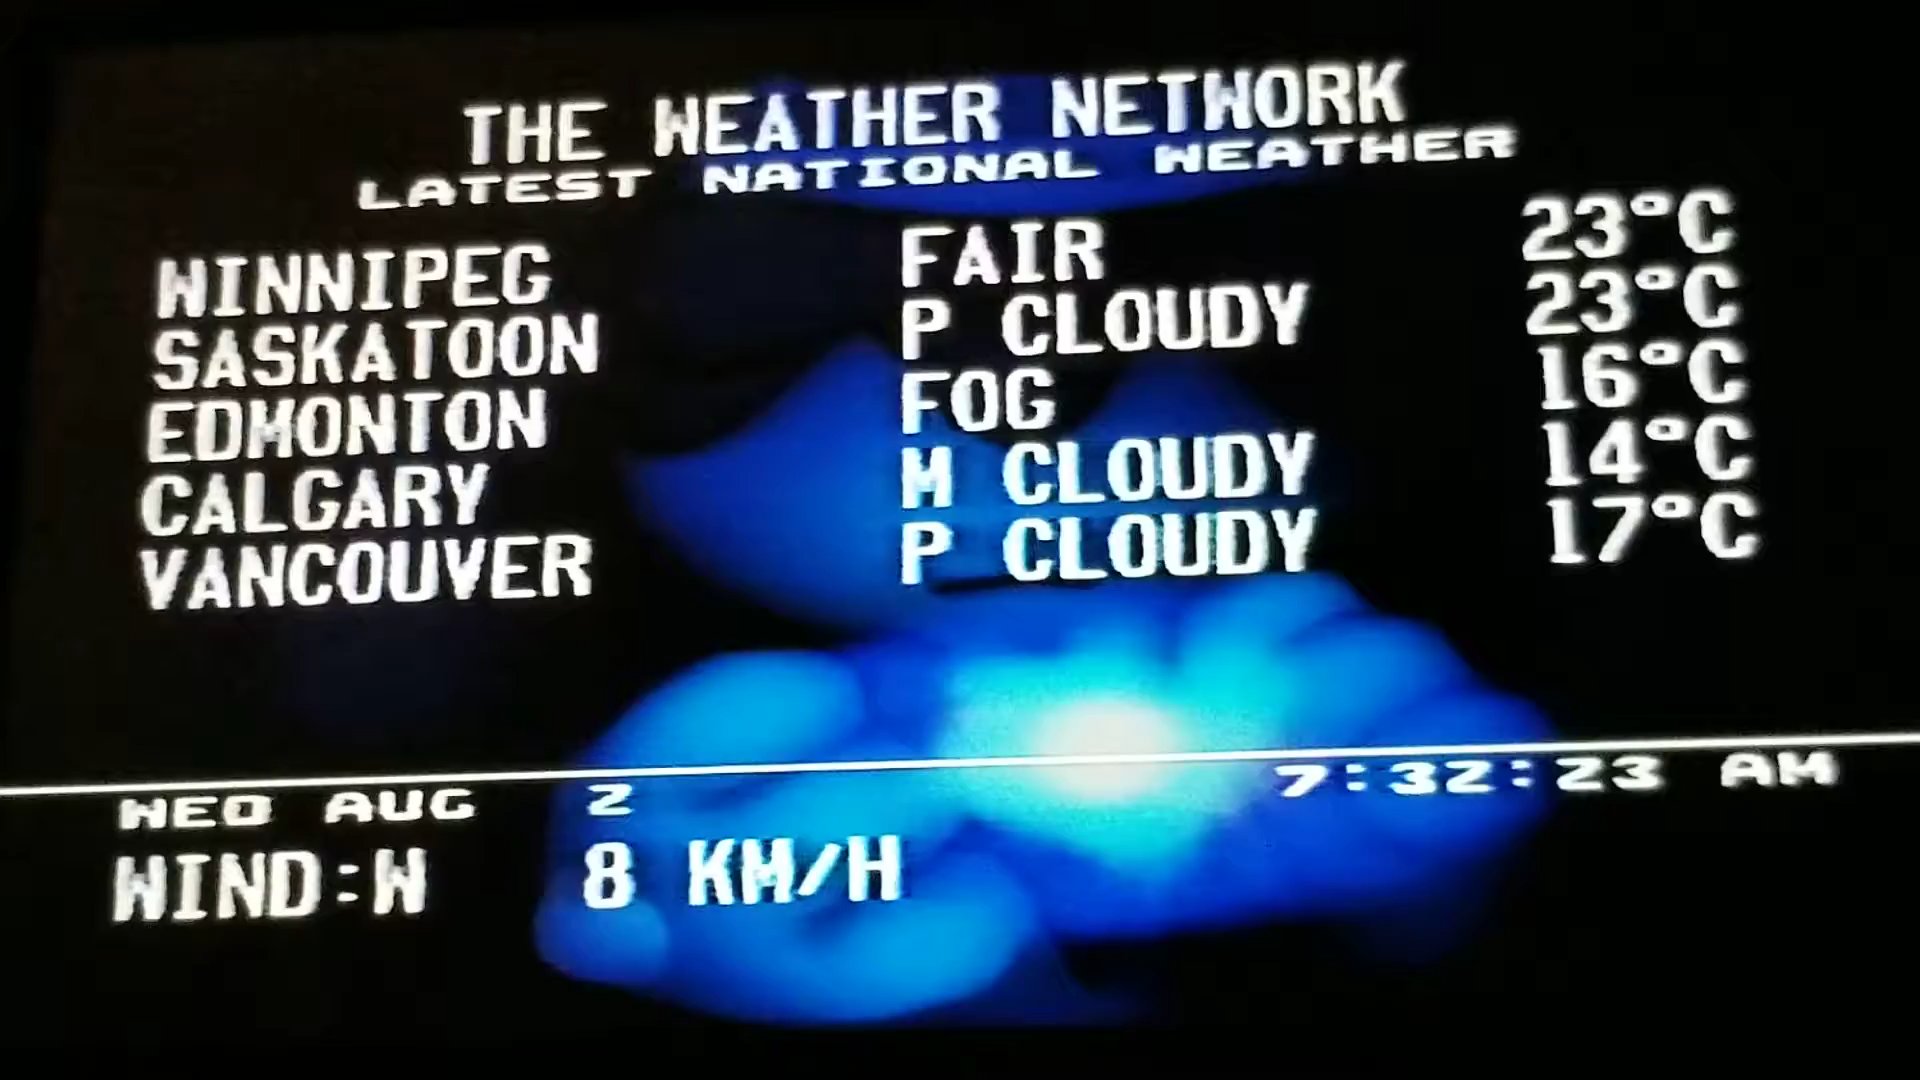 THE WEATHER NETWORK
LATEST NATIONAL WEATHER
WINNIPEG FAIR 23°C
SASKATOON P CLOUDY 23°C
EDMONTON FOG 16°C
CALGARY M CLOUDY 14°C
VANCOUVER P CLOUDY 17°C
WED AUG 2 7:32:23 AM
WIND:W 8 KM/H